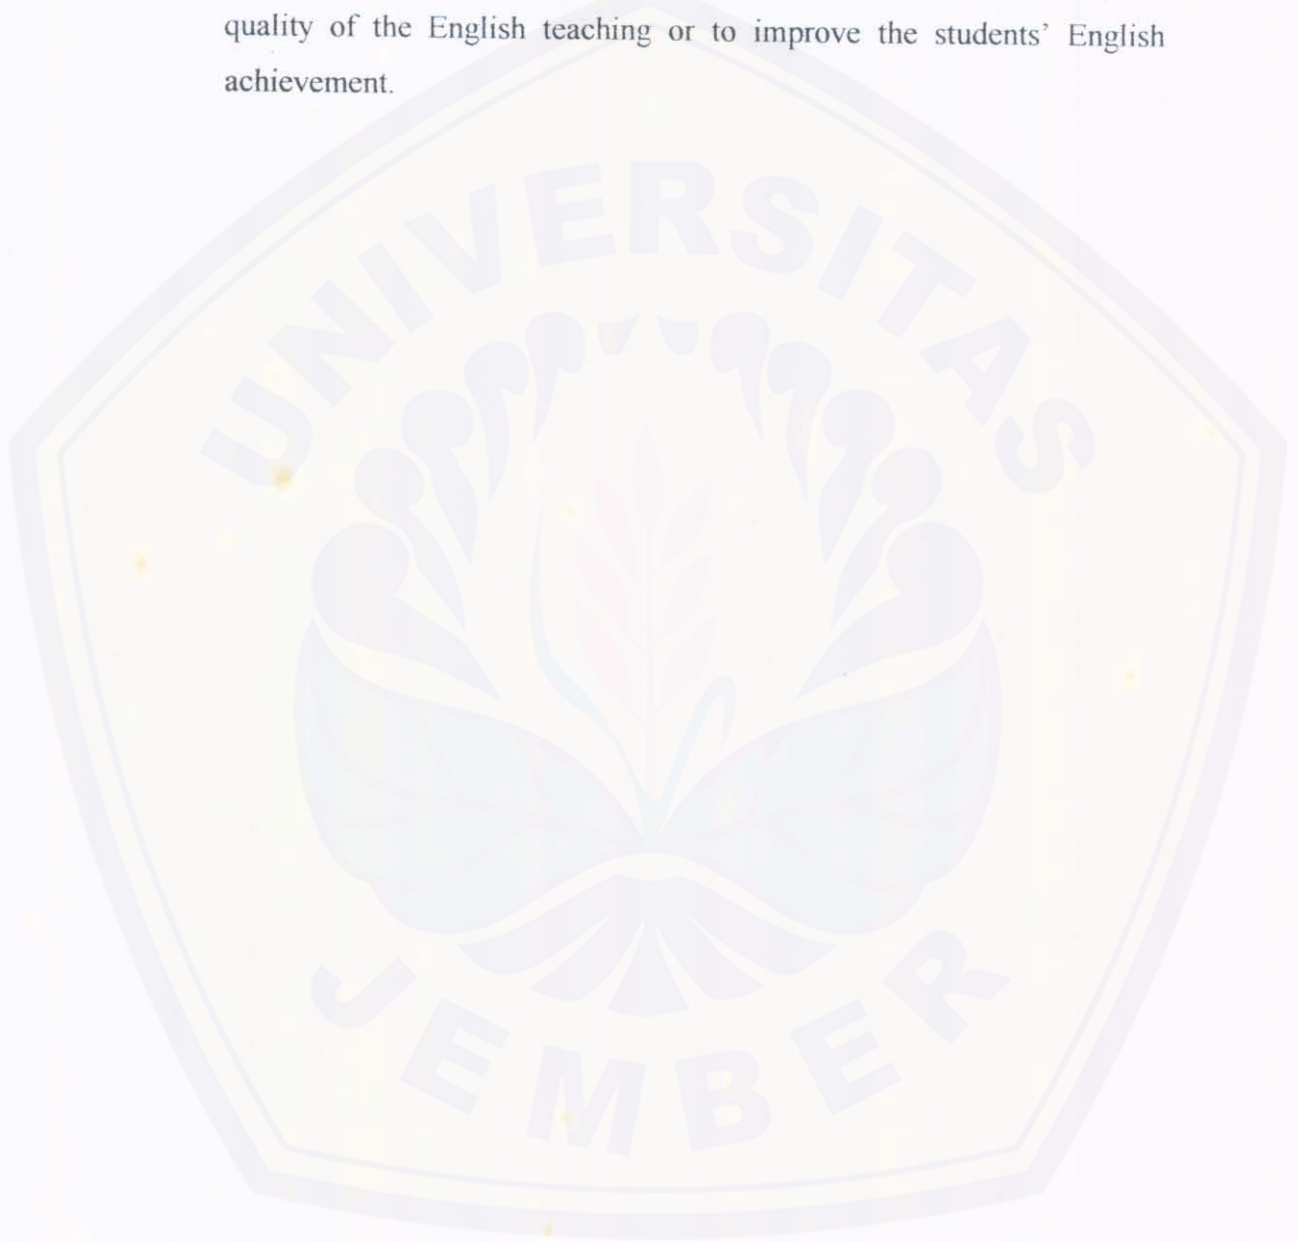 quality of the English teaching or to improve the students' English
achievement.
UNIVERSITAS
JEMBER